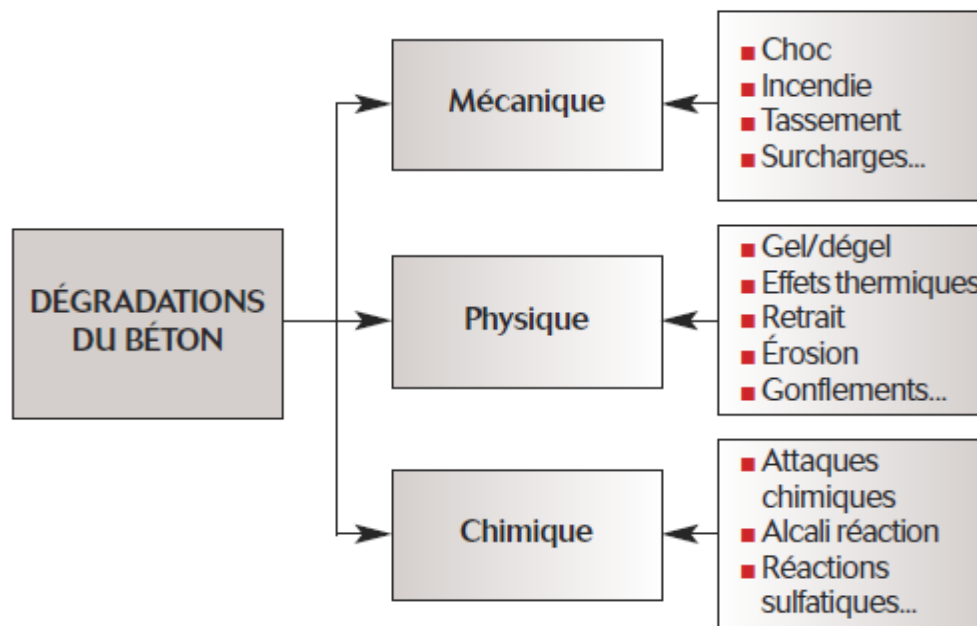 DÉGRADATIONS
DU BÉTON
Mécanique
■ Choc
■ Incendie
■ Tassement
■ Surcharges...
Physique
■ Gel/dégel
■ Effets thermiques
■ Retrait
■ Érosion
■ Gonflements...
Chimique
■ Attaques
chimiques
■ Alcali réaction
■ Réactions
sulfatiques...